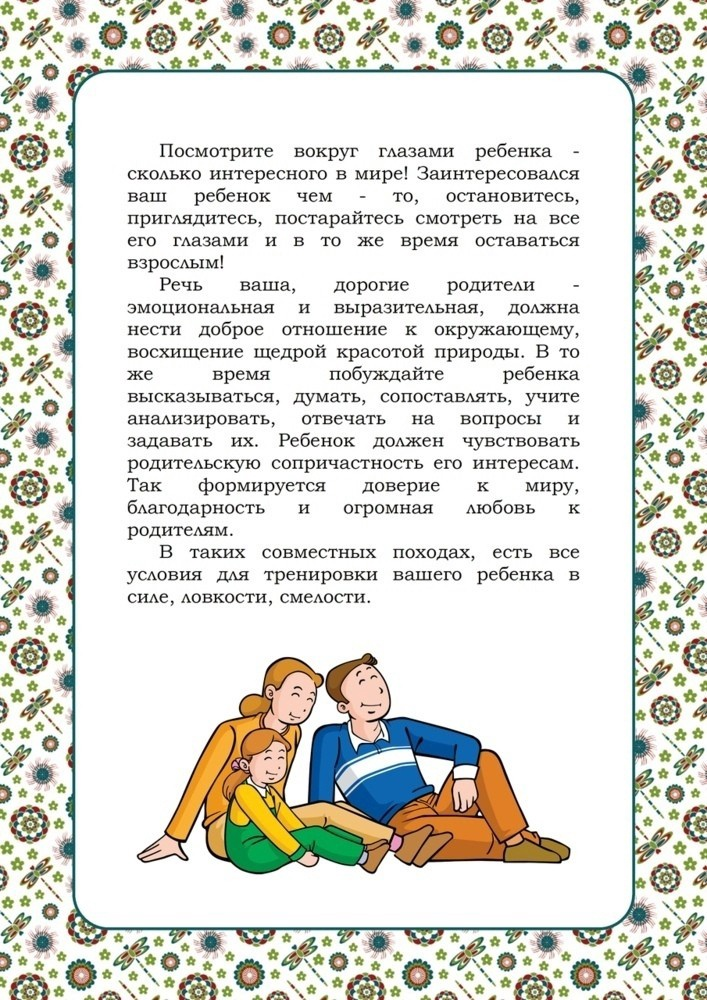 Посмотрите вокруг глазами ребенка -
сколько интересного в мире! Заинтересовался
ваш ребенок чем - то, остановитесь,
приглядитесь, постарайтесь смотреть на все
его глазами и в то же время оставаться
взрослым!
Речь ваша, дорогие родители -
эмоциональная и выразительная, должна
нести доброе отношение к окружающему,
восхищение щедрой красотой природы. В то
же время побуждайте ребенка
высказываться, думать, сопоставлять, учите
анализировать, отвечать на вопросы и
задавать их. Ребенок должен чувствовать
родительскую сопричастность его интересам.
Так формируется доверие к миру,
благодарность и огромная любовь к
родителям.
В таких совместных походах, есть все
условия для тренировки вашего ребенка в
силе, ловкости, смелости.